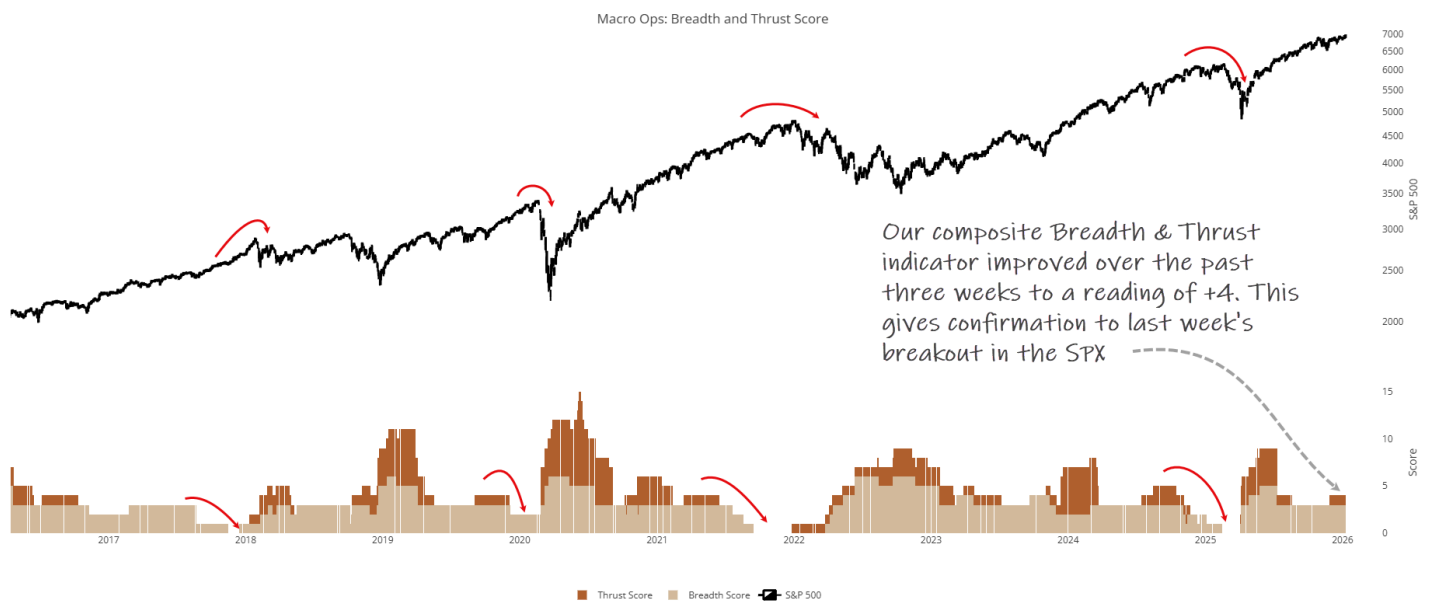 Macro Ops: Breadth and Thrust Score
7000
6500
6000
5500
5000
4500
4000
3500
3000
2500
2000
S&P 500
Our composite Breadth & Thrust
indicator improved over the past
three weeks to a reading of +4. This
gives confirmation to last week's
breakout in the SPX
15
10
5
0
Score
2017 2018 2019 2020 2021 2022 2023 2024 2025 2026
Thrust Score Breadth Score S&P 500